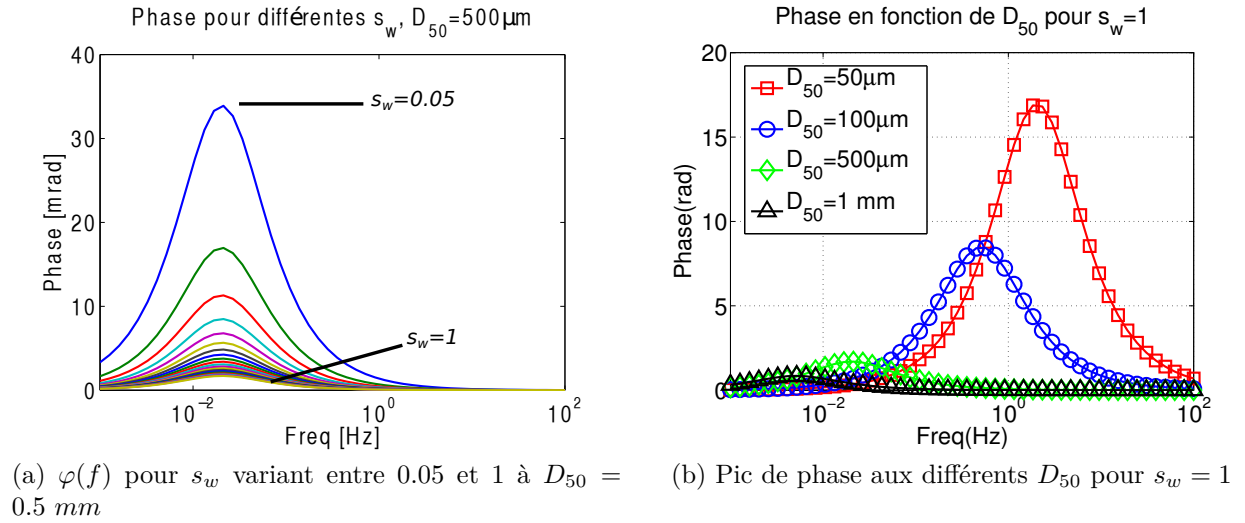 Phase pour différentes s_w, D_50=500µm
40
30
20
10
0
Phase [mrad]
s_w=0.05
s_w=1
10^-2
10^0
10^2
Freq [Hz]
(a) φ(f) pour s_w variant entre 0.05 et 1 à D_50 =
0.5 mm
Phase en fonction de D_50 pour s_w=1
20
15
10
5
0
Phase(rad)
D_50=50µm
D_50=100µm
D_50=500µm
D_50=1 mm
10^-2
10^0
10^2
Freq(Hz)
(b) Pic de phase aux différents D_50 pour s_w = 1